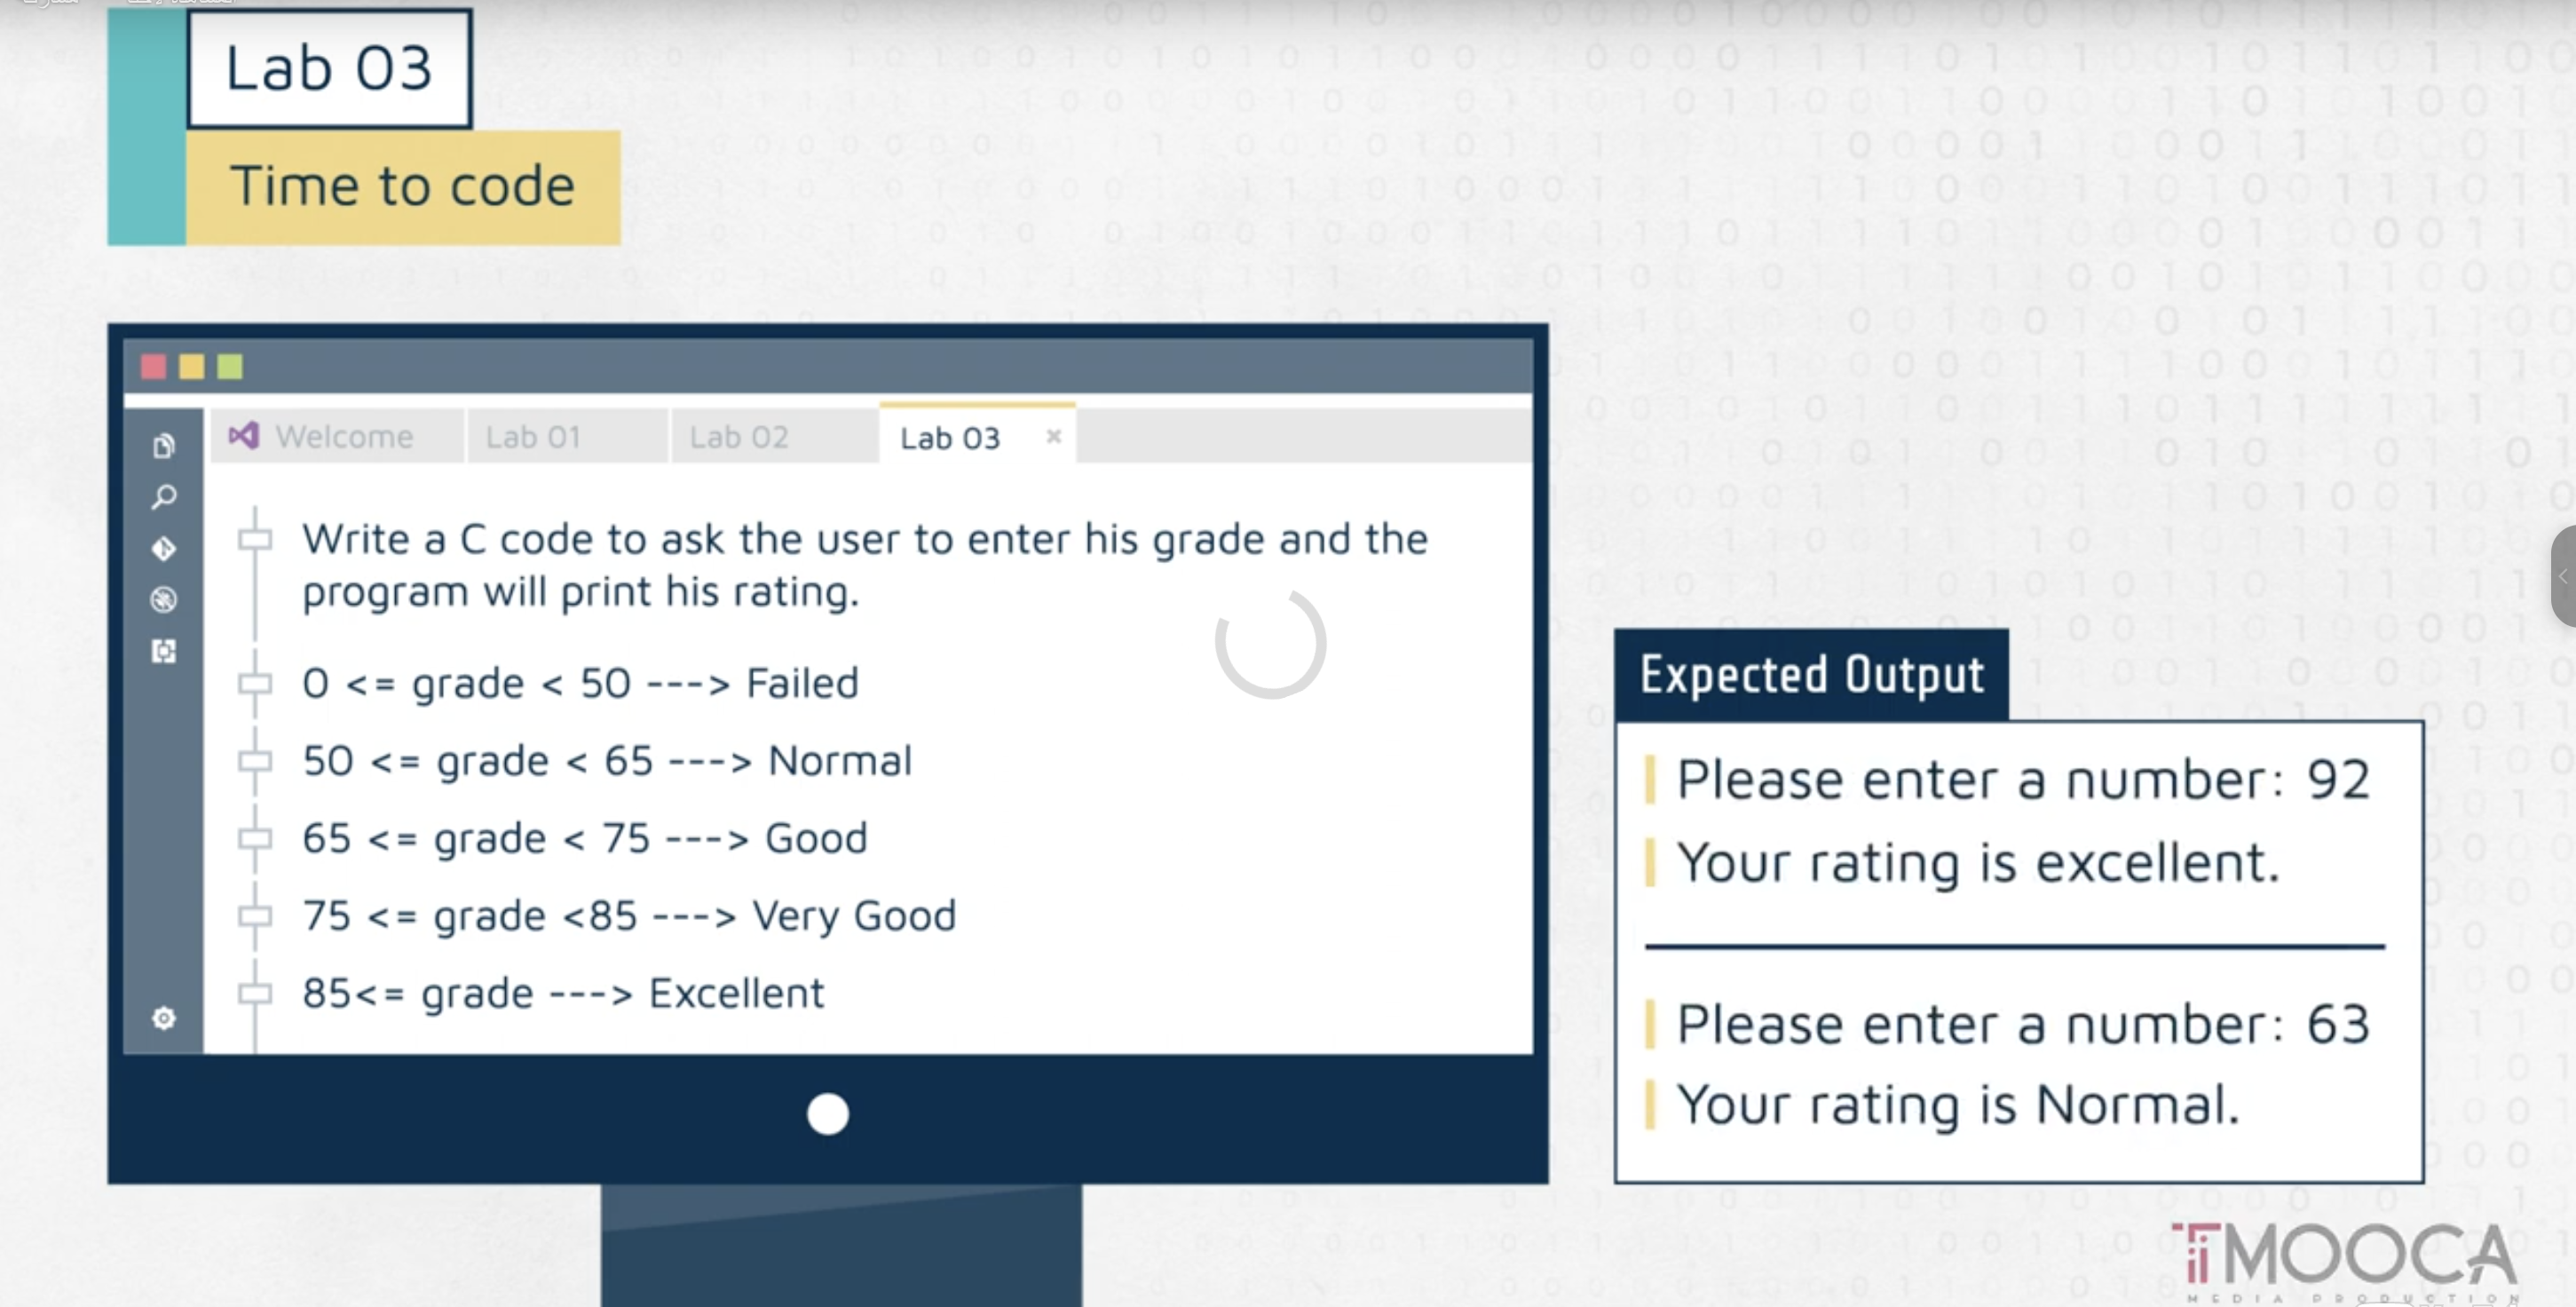 Lab 03
Time to code
Welcome
Lab 01
Lab 02
Lab 03
Write a C code to ask the user to enter his grade and the
program will print his rating.
0 <= grade < 50 ---> Failed
50 <= grade < 65 ---> Normal
65 <= grade < 75 ---> Good
75 <= grade <85 ---> Very Good
85<= grade ---> Excellent
Expected Output
Please enter a number: 92
Your rating is excellent.
Please enter a number: 63
Your rating is Normal.
MOOCA
MEDIA PRODUCTION